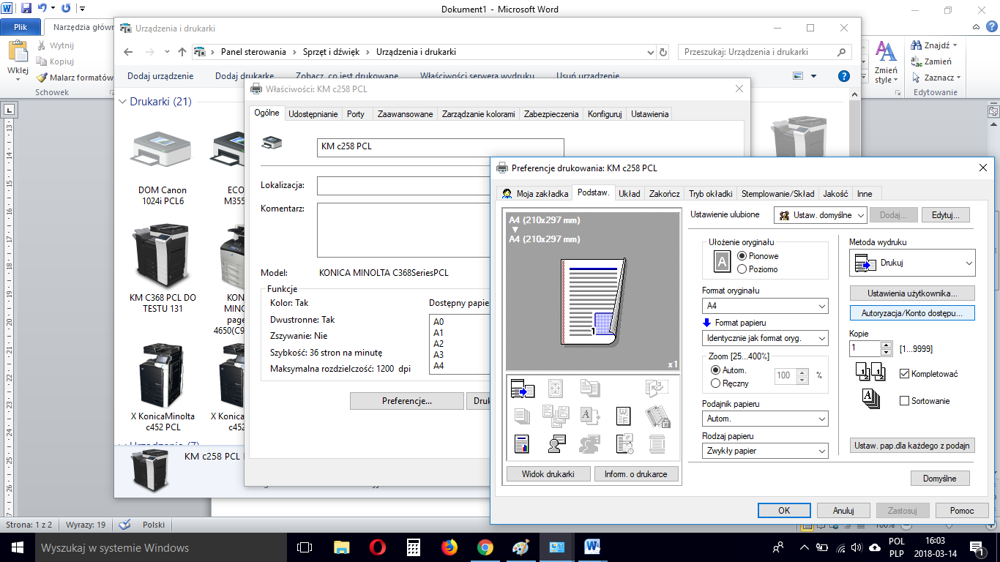 Dokument1 - Microsoft Word
Plik
Narzędzia główn
Wklej
Wytnij
Kopiuj
Malarz formatów
Schowek
Zmień
style
Znajdź
Zamień
Zaznacz
Edytowanie
Urządzenia i drukarki
Panel sterowania
Sprzęt i dźwięk
Urządzenia i drukarki
Przeszukaj: Urządzenia i drukarki
Dodaj urządzenie
Dodaj drukarkę
Zobacz, co jest drukowane
Właściwości serwera wydruku
Usuń urządzenie
Drukarki (21)
DOM Canon
1024i PCL6
ECO
M355
KM C368 PCL DO
TESTU 131
KON
MINO
page
4650(C9
X KonicaMinolta
c452 PCL
X Konica
c452
Urządzenia (7)
KM c258 PCL
Właściwości: KM c258 PCL
Ogólne
Udostępnianie
Porty
Zaawansowane
Zarządzanie kolorami
Zabezpieczenia
Konfiguruj
Ustawienia
KM c258 PCL
Lokalizacja:
Komentarz:
Model:
KONICA MINOLTA C368SeriesPCL
Funkcje
Kolor: Tak
Dwustronne: Tak
Zszywanie: Nie
Szybkość: 36 stron na minutę
Maksymalna rozdzielczość: 1200 dpi
Dostępny papie
A0
A1
A2
A3
A4
Preferencje...
Druk
Preferencje drukowania: KM c258 PCL
Moja zakładka
Podstaw.
Układ
Zakończ
Tryb okładki
Stemplowanie/Skład
Jakość
Inne
A4 (210x297 mm)
A4 (210x297 mm)
1
x1
Widok drukarki
Inform. o drukarce
Ustawienie ulubione
Ustaw. domyślne
Dodaj...
Edytuj...
Ułożenie oryginału
A
Pionowe
Poziomo
Format oryginału
A4
Format papieru
Identycznie jak format oryg.
Zoom [25...400%]
Autom.
Ręczny
100
%
Podajnik papieru
Autom.
Rodzaj papieru
Zwykły papier
Metoda wydruku
Drukuj
Ustawienia użytkownika...
Autoryzacja/Konto dostępu...
Kopie
1
[1...9999]
Kompletować
Sortowanie
Ustaw. pap.dla każdego z podajn
Domyślne
OK
Anuluj
Zastosuj
Pomoc
Strona: 1 z 2
Wyrazy: 19
Polski
100%
Wyszukaj w systemie Windows
POL
PLP
16:03
2018-03-14
1